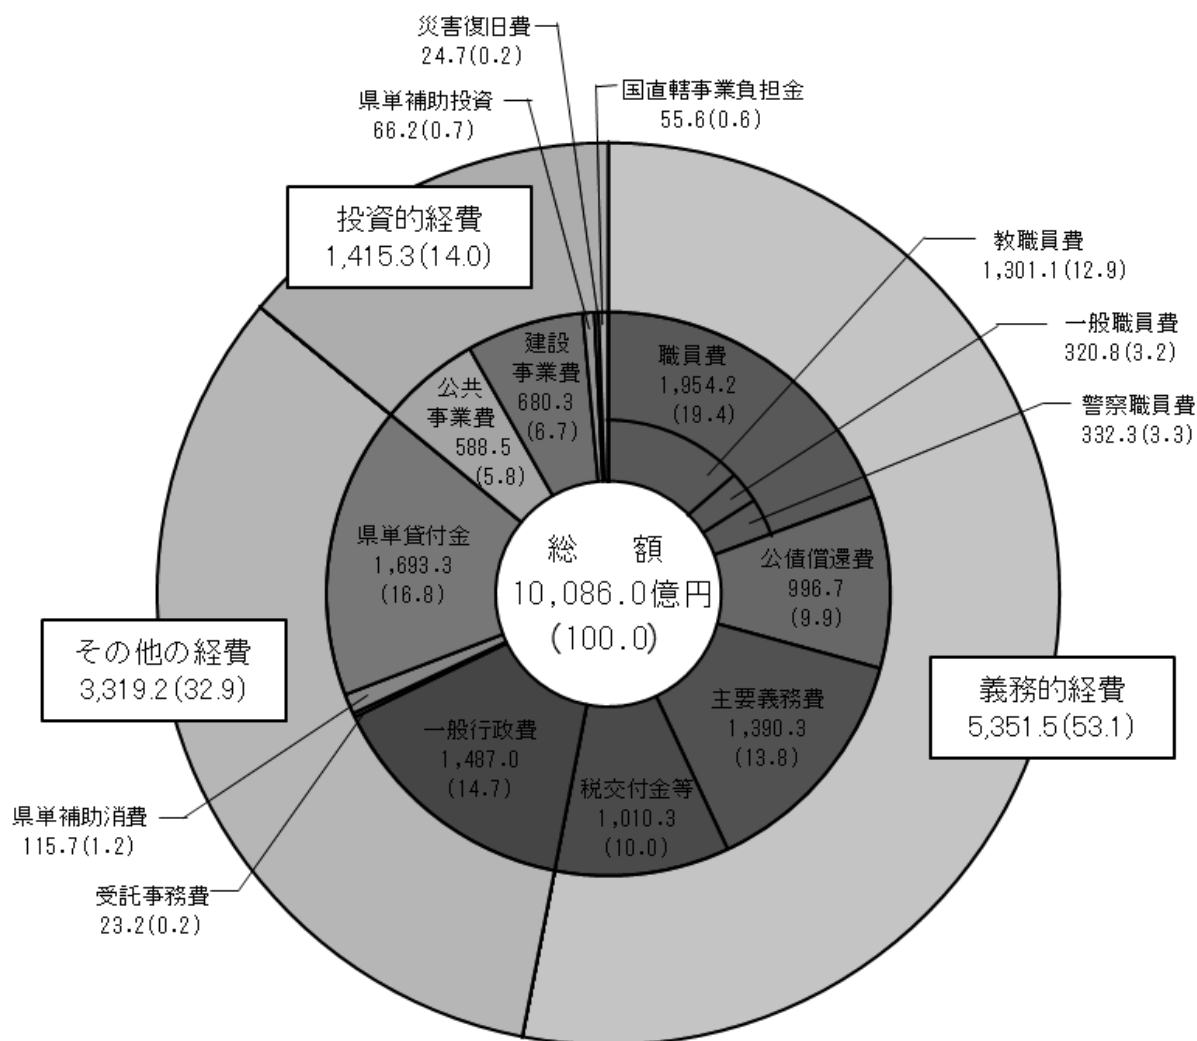 災害復旧費
24.7(0.2)
県単補助投資
66.2(0.7)
国直轄事業負担金
55.6(0.6)
投資的経費
1,415.3(14.0)
教職員費
1,301.1(12.9)
一般職員費
320.8(3.2)
警察職員費
332.3(3.3)
建設
事業費
680.3
(6.7)
職員費
1,954.2
(19.4)
公共
事業費
588.5
(5.8)
県単貸付金
1,693.3
(16.8)
総　額
10,086.0億円
(100.0)
公債償還費
996.7
(9.9)
その他の経費
3,319.2(32.9)
義務的経費
5,351.5(53.1)
主要義務費
1,390.3
(13.8)
一般行政費
1,487.0
(14.7)
税交付金等
1,010.3
(10.0)
県単補助消費
115.7(1.2)
受託事務費
23.2(0.2)